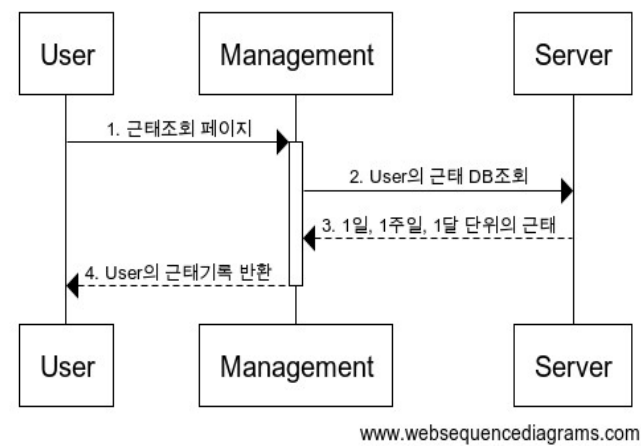 User Management Server
1. 근태조회 페이지
2. User의 근태 DB조회
3. 1일, 1주일, 1달 단위의 근태
4. User의 근태기록 반환
User Management Server
www.websequencediagrams.com